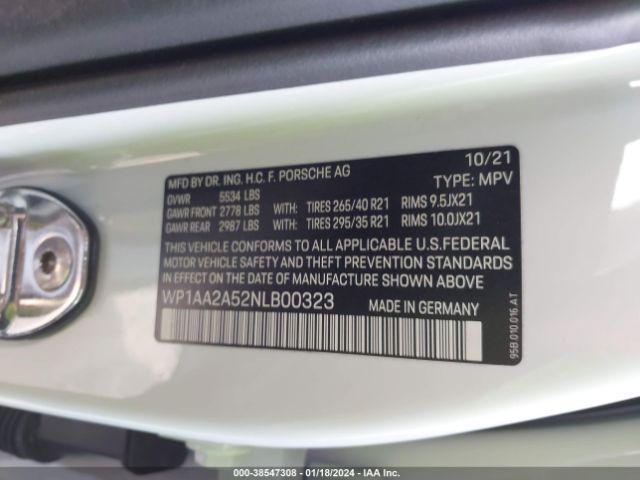 MFD BY DR. ING. H.C. F. PORSCHE AG 10/21
GVWR 5534 LBS TYPE: MPV
GAWR FRONT 2778 LBS WITH: TIRES 265/40 R21 RIMS 9.5JX21
GAWR REAR 2987 LBS WITH: TIRES 295/35 R21 RIMS 10.0JX21
THIS VEHICLE CONFORMS TO ALL APPLICABLE U.S.FEDERAL
MOTOR VEHICLE SAFETY AND THEFT PREVENTION STANDARDS
IN EFFECT ON THE DATE OF MANUFACTURE SHOWN ABOVE.
WP1AA2A52NLB00323 MADE IN GERMANY
95B.010.016.AT
000-38547308 | 01/18/2024 | IAA Inc.